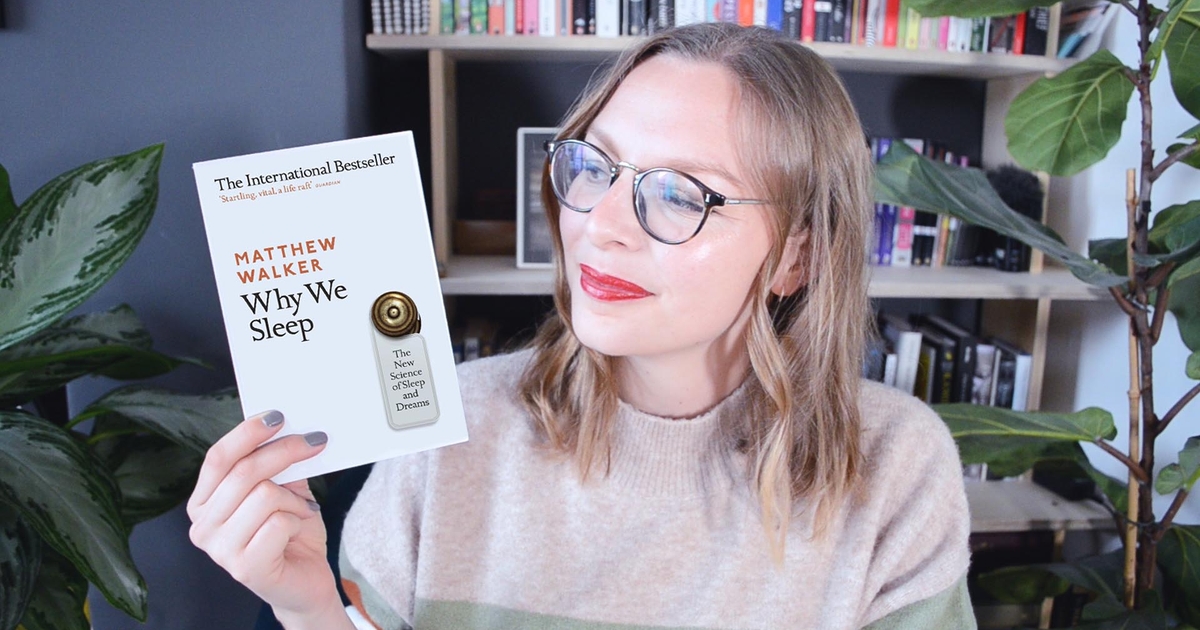 The International Bestseller
'Startling, vital, a life raft' GUARDIAN
MATTHEW
WALKER
Why We
Sleep
The
New
Science
of Sleep
and
Dreams